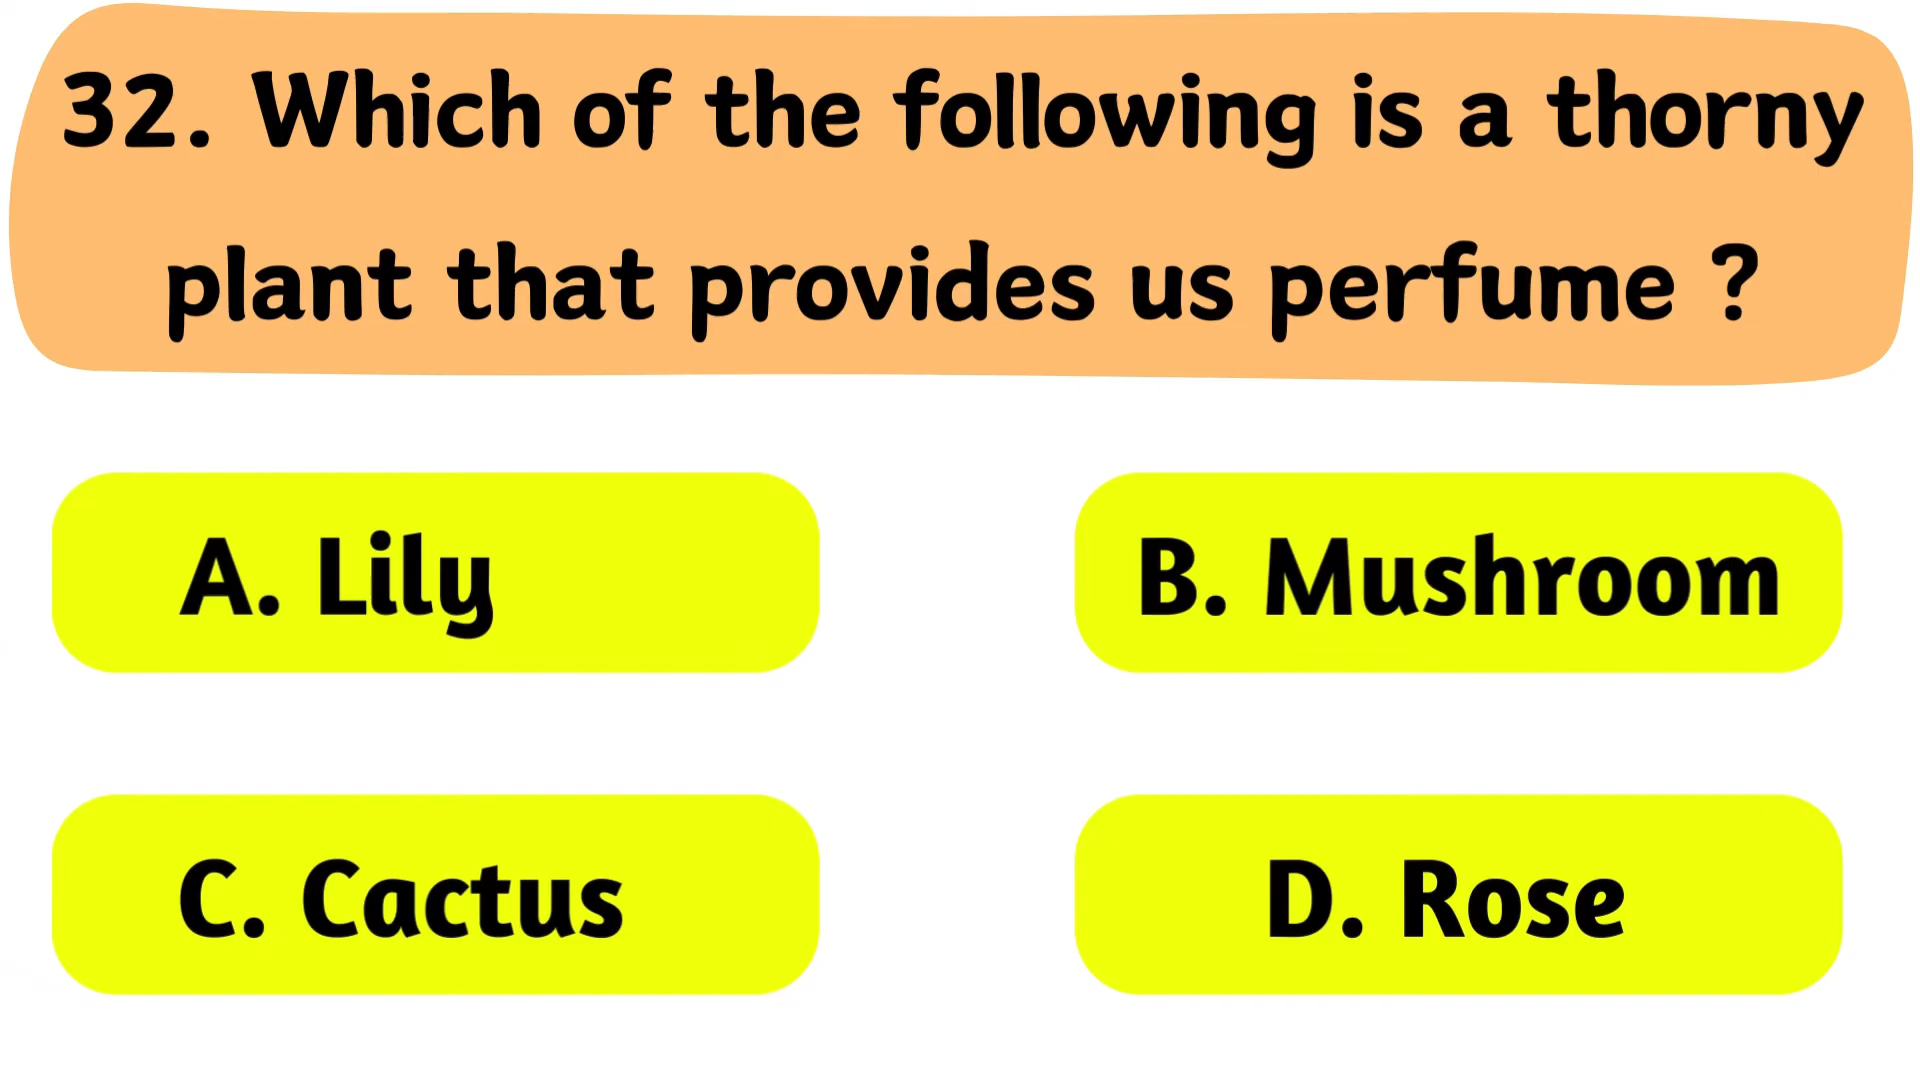 32. Which of the following is a thorny
plant that provides us perfume ?
A. Lily
B. Mushroom
C. Cactus
D. Rose